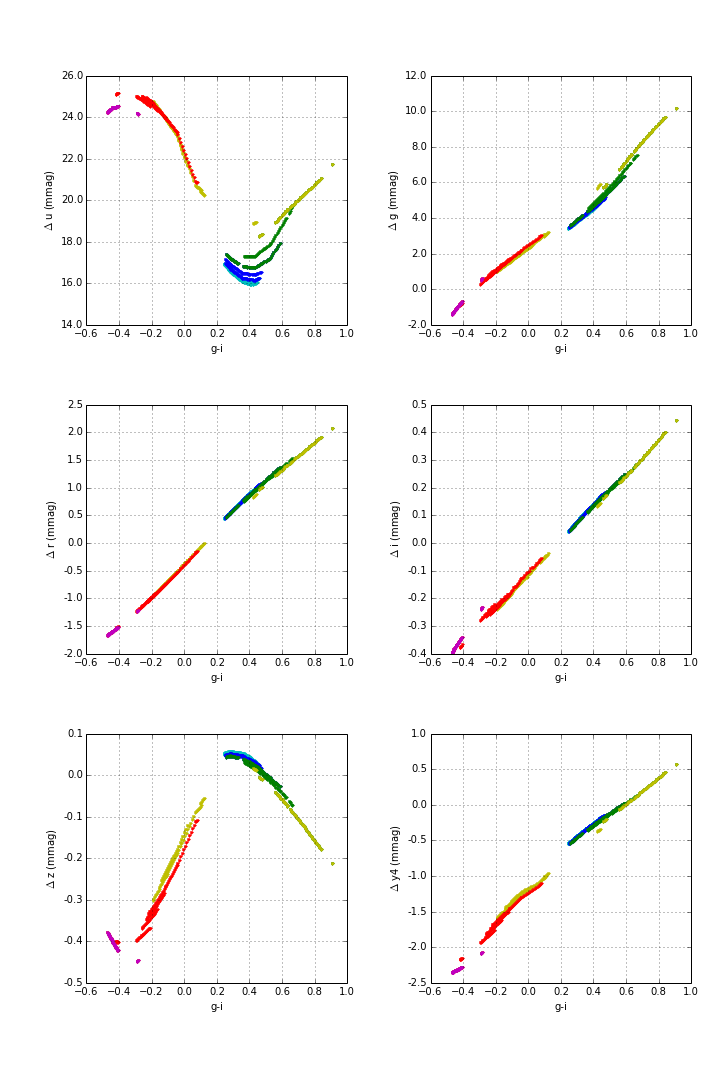 26.0
24.0
22.0
20.0
18.0
16.0
14.0
Δ u (mmag)
−0.6 −0.4 −0.2 0.0 0.2 0.4 0.6 0.8 1.0
g-i
12.0
10.0
8.0
6.0
4.0
2.0
0.0
-2.0
Δ g (mmag)
−0.6 −0.4 −0.2 0.0 0.2 0.4 0.6 0.8 1.0
g-i
2.5
2.0
1.5
1.0
0.5
0.0
-0.5
-1.0
-1.5
-2.0
Δ r (mmag)
−0.6 −0.4 −0.2 0.0 0.2 0.4 0.6 0.8 1.0
g-i
0.5
0.4
0.3
0.2
0.1
0.0
-0.1
-0.2
-0.3
-0.4
Δ i (mmag)
−0.6 −0.4 −0.2 0.0 0.2 0.4 0.6 0.8 1.0
g-i
0.1
0.0
-0.1
-0.2
-0.3
-0.4
-0.5
Δ z (mmag)
−0.6 −0.4 −0.2 0.0 0.2 0.4 0.6 0.8 1.0
g-i
1.0
0.5
0.0
-0.5
-1.0
-1.5
-2.0
-2.5
Δ y4 (mmag)
−0.6 −0.4 −0.2 0.0 0.2 0.4 0.6 0.8 1.0
g-i